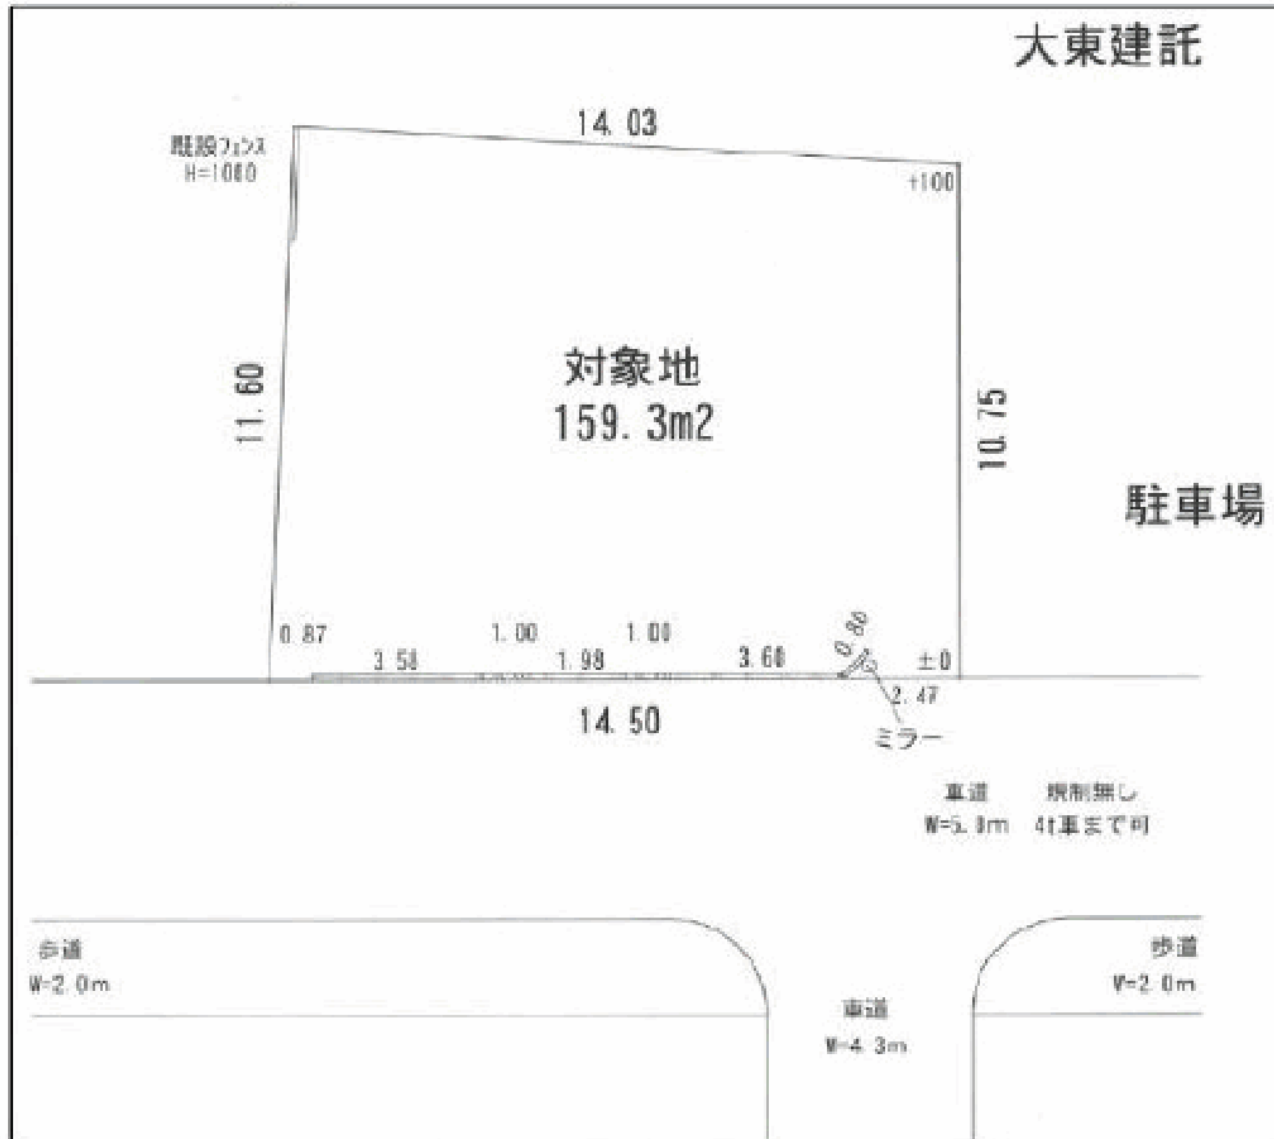 大東建託
14.03
既設フェンス
H=1000
+100
対象地
159.3m2
11.60
10.75
駐車場
0.87
1.00
1.00
0.80
3.58
1.98
3.60
±0
2.47
14.50
ミラー
車道 規制無し
W=5.0m 4t車まで可
歩道
W=2.0m
歩道
W=2.0m
車道
W=4.3m